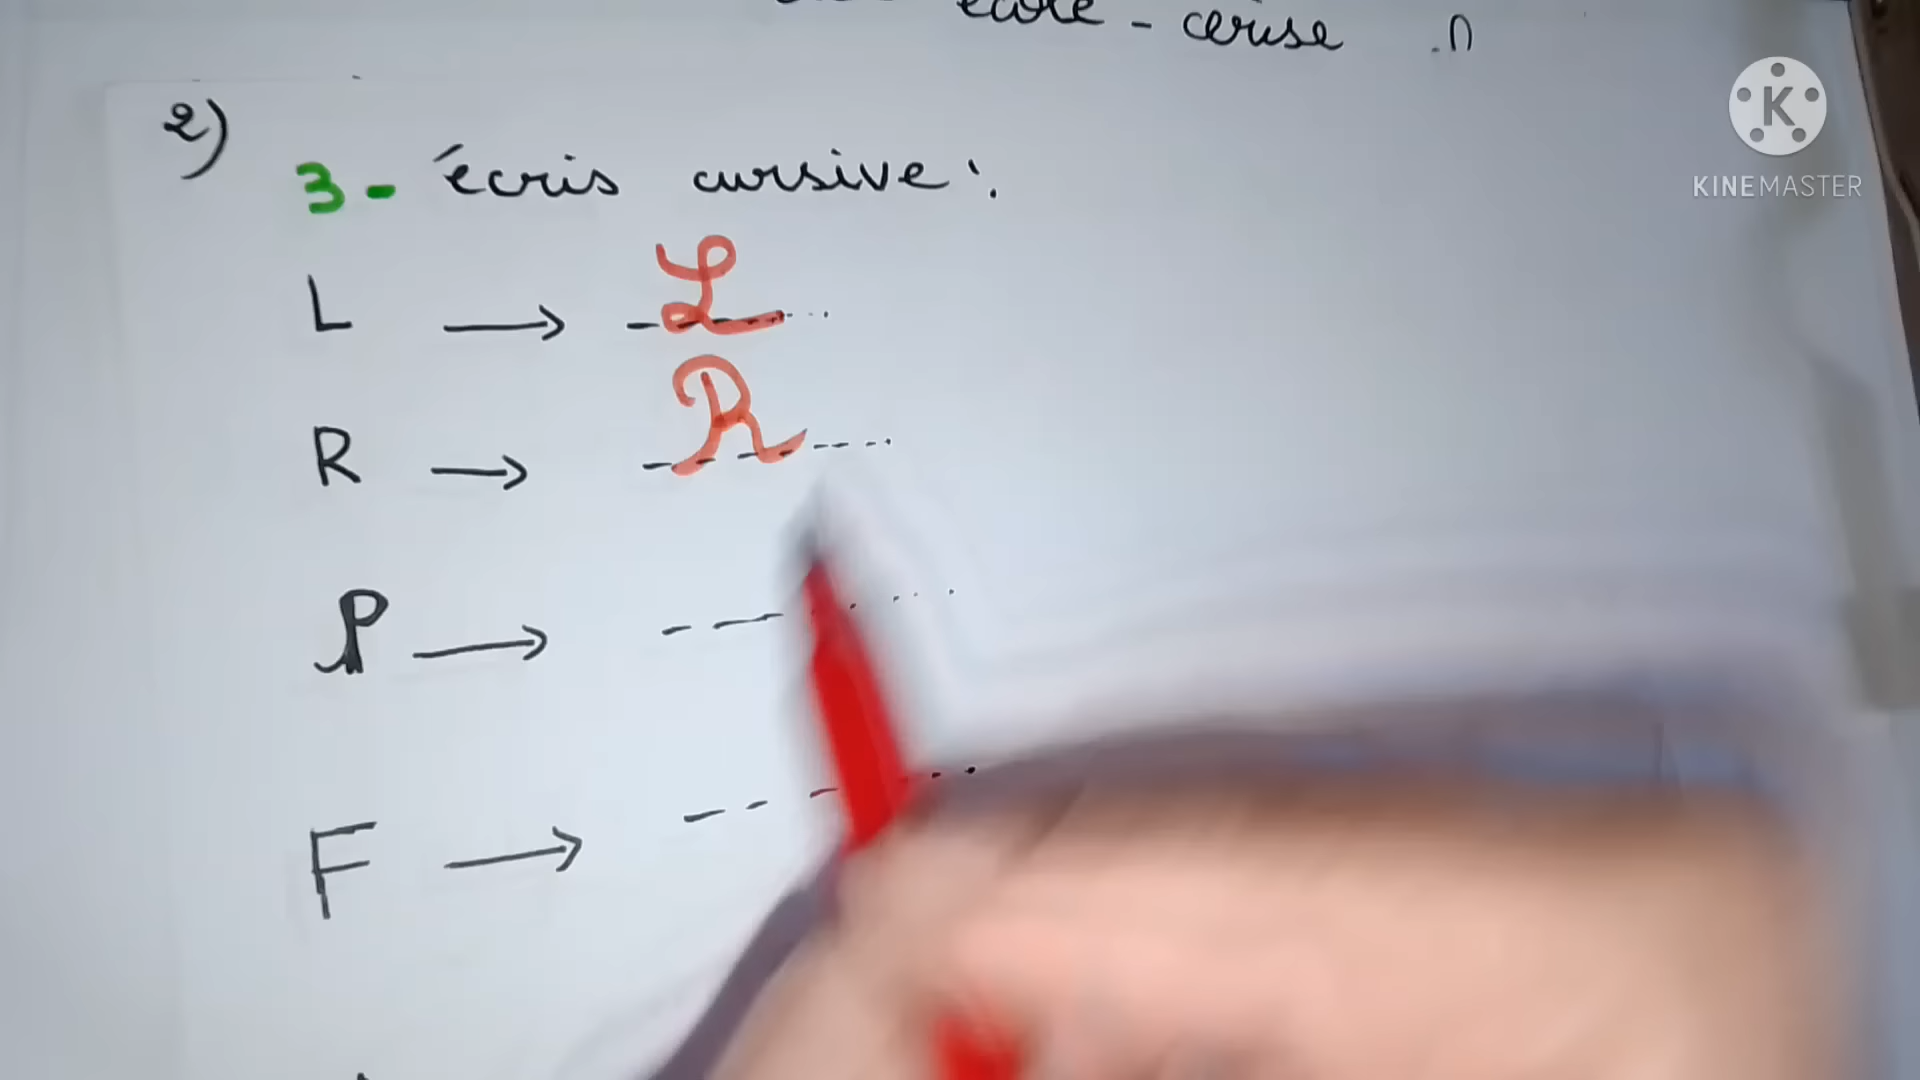 école - cerise
2)
3- écris cursive:
L → L
R → R
P →
F →
K
KINEMASTER